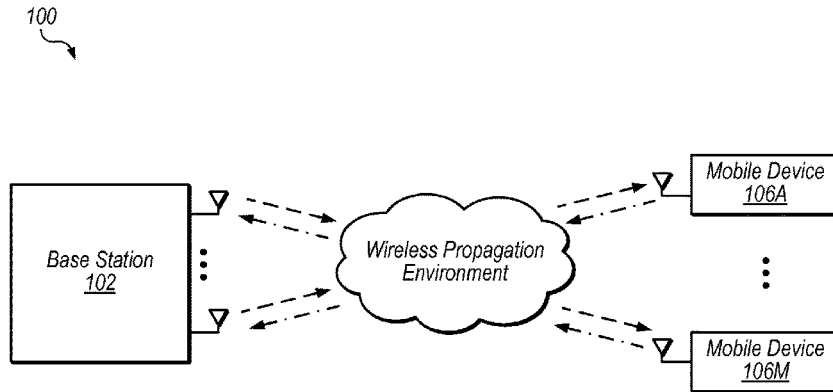 100
Mobile Device
106A
Base Station
102
Wireless Propagation
Environment
Mobile Device
106M